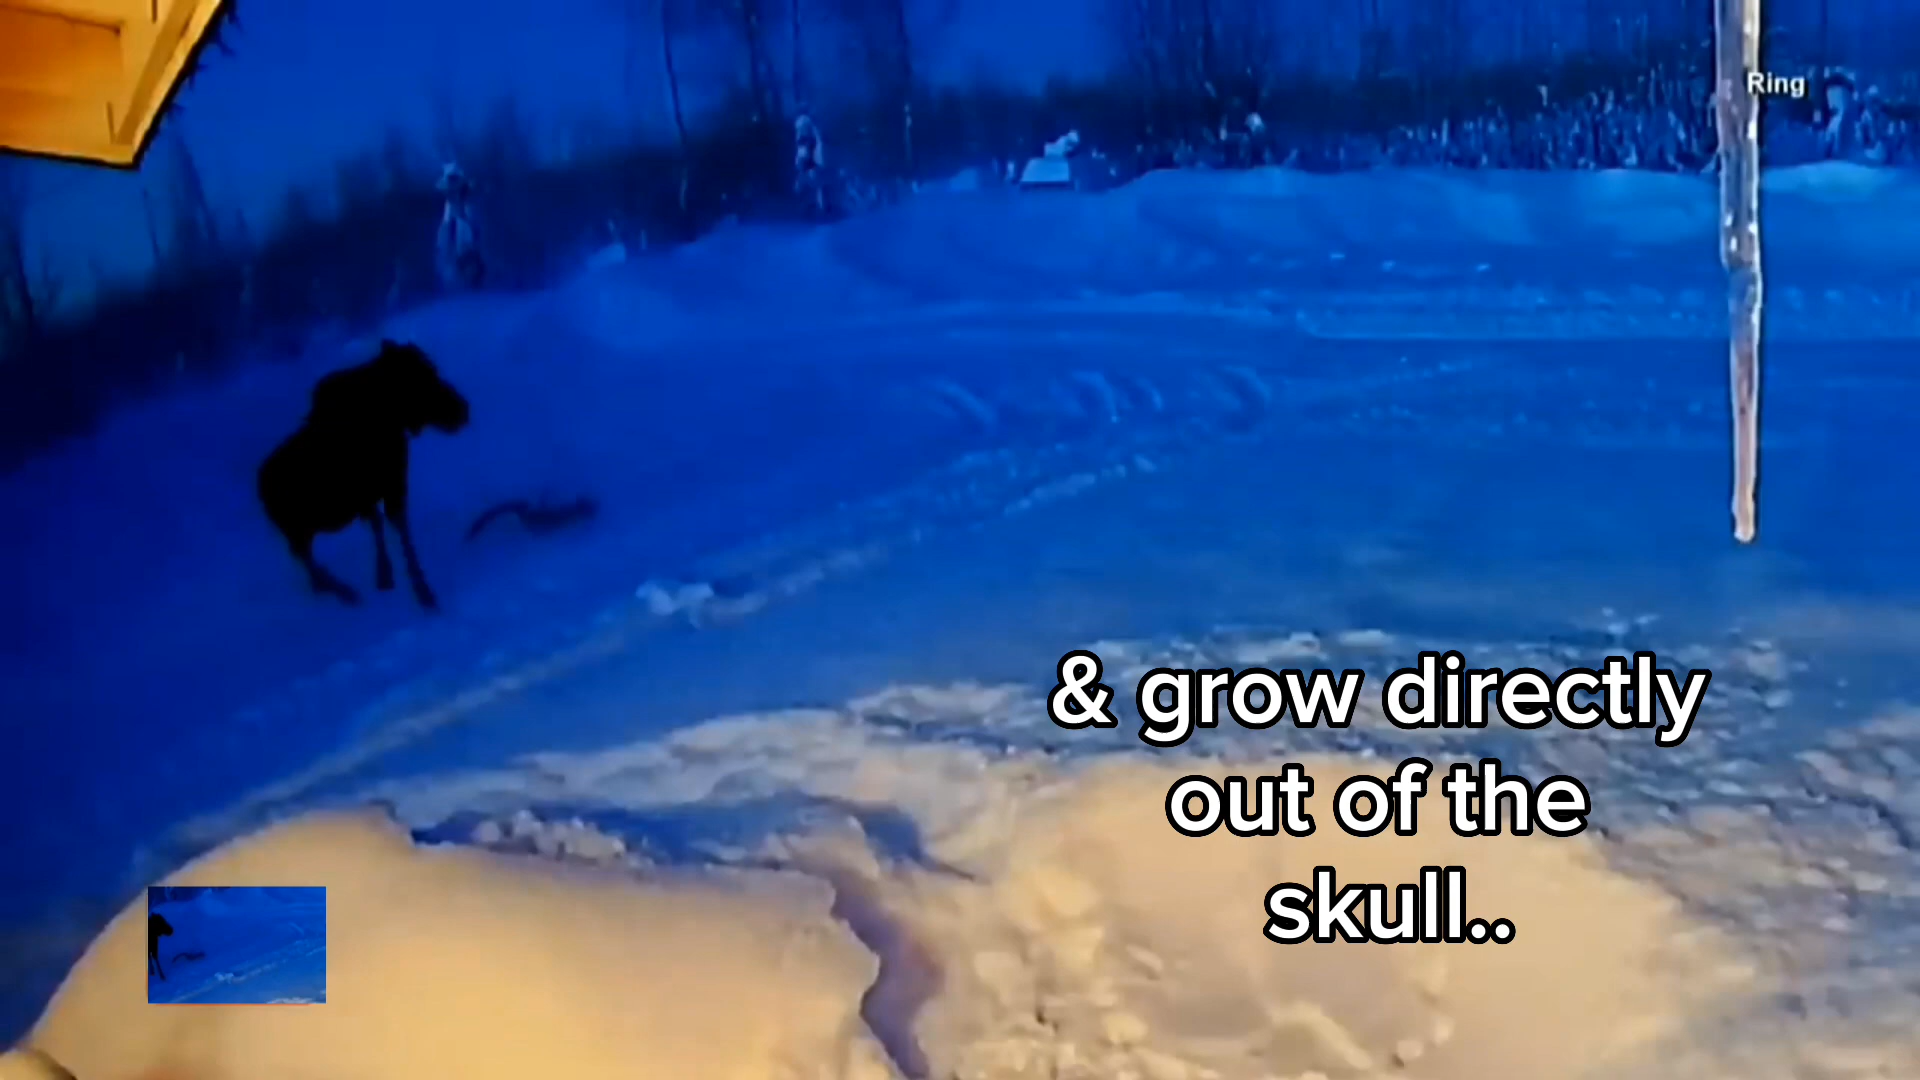 Ring
& grow directly
out of the
skull..